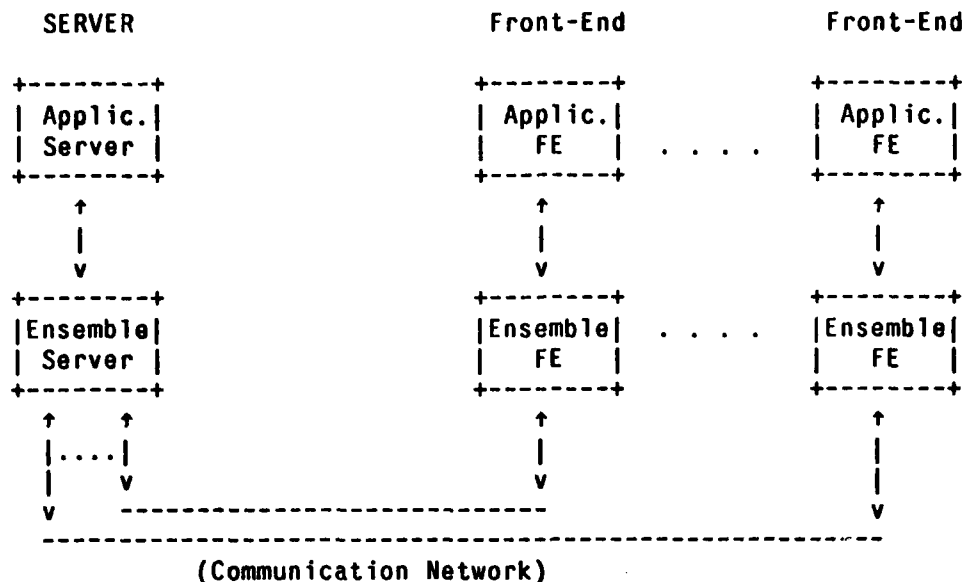 SERVER Front-End Front-End
+--------+ +--------+ +--------+
| Applic.| | Applic.| | Applic.|
| Server | | FE | . . . . | FE |
+--------+ +--------+ +--------+
↑ ↑ ↑
| | |
v v v
+--------+ +--------+ +--------+
|Ensemble| |Ensemble| . . . . |Ensemble|
| Server | | FE | | FE |
+--------+ +--------+ +--------+
↑ ↑ ↑ ↑
|....| | |
| v v |
v ---------------------------- v
-------------------------------------------------------
(Communication Network)